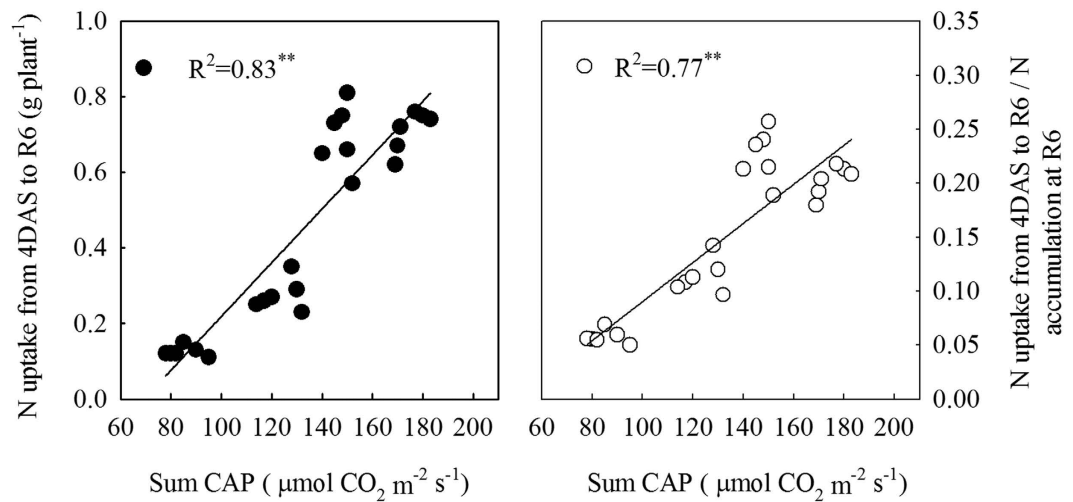 N uptake from 4DAS to R6 (g plant⁻¹)
1.0
0.8
0.6
0.4
0.2
0.0
R²=0.83**
60 80 100 120 140 160 180 200
Sum CAP ( μmol CO₂ m⁻² s⁻¹)
R²=0.77**
0.35
0.30
0.25
0.20
0.15
0.10
0.05
0.00
60 80 100 120 140 160 180 200
Sum CAP ( μmol CO₂ m⁻² s⁻¹)
N uptake from 4DAS to R6 / N
accumulation at R6